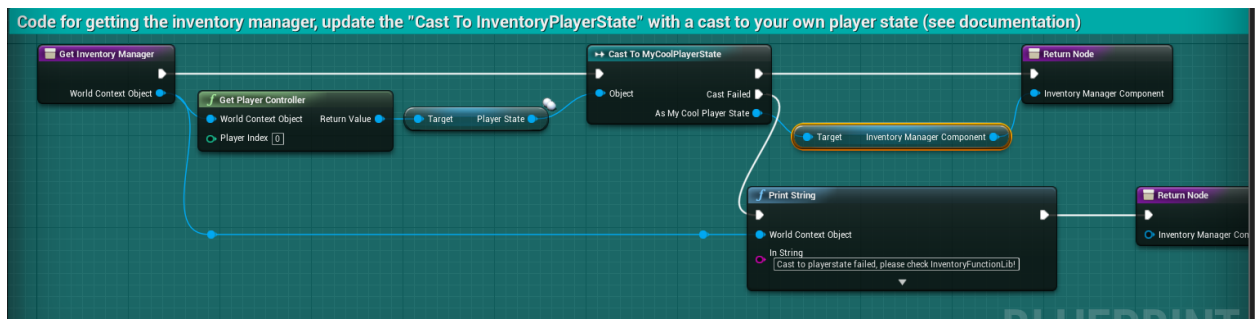 Code for getting the inventory manager, update the "Cast To InventoryPlayerState" with a cast to your own player state (see documentation)
Get Inventory Manager
World Context Object
Get Player Controller
World Context Object
Return Value
Player Index 0
Target
Player State
Cast To MyCoolPlayerState
Object
Cast Failed
As My Cool Player State
Target
Inventory Manager Component
Return Node
Inventory Manager Component
Print String
World Context Object
In String
Cast to playerstate failed, please check InventoryFunctionLib!
Return Node
Inventory Manager Con
BLUEPRINT